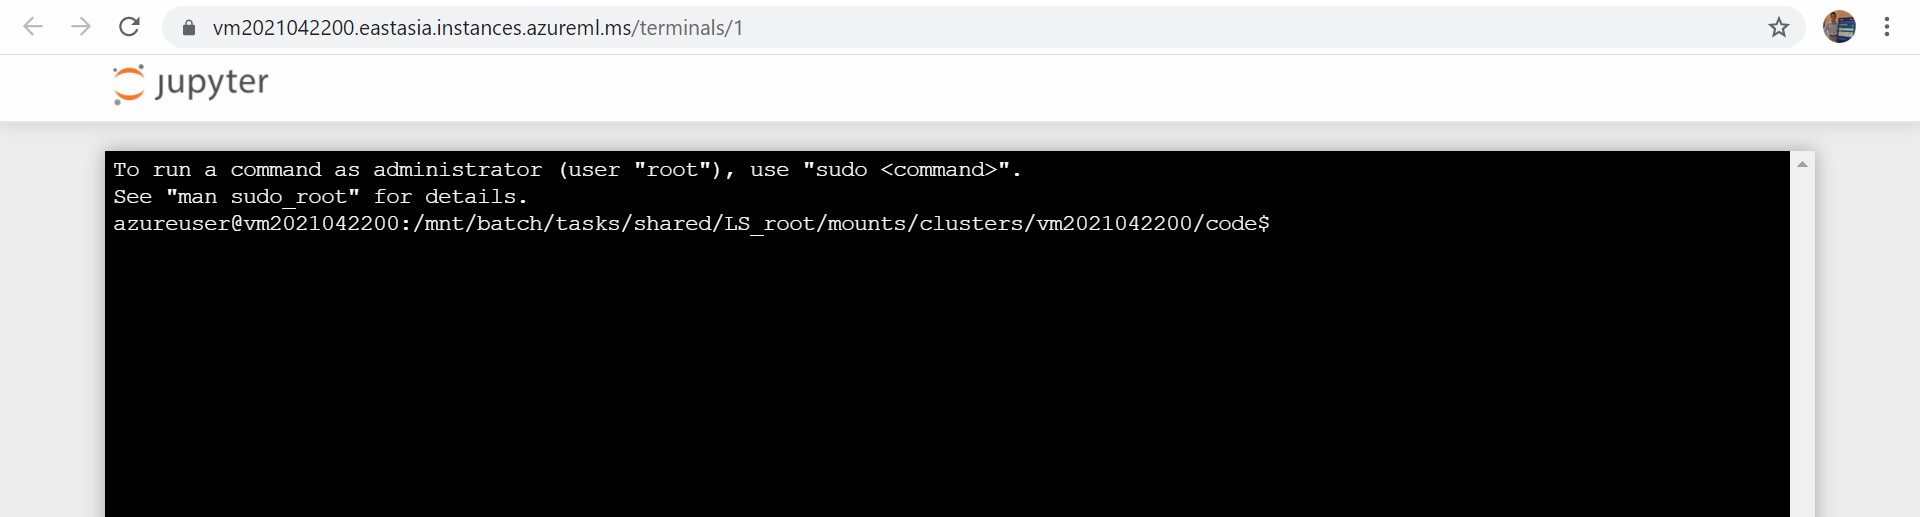 vm2021042200.eastasia.instances.azureml.ms/terminals/1
jupyter
To run a command as administrator (user "root"), use "sudo <command>".
See "man sudo_root" for details.
azureuser@vm2021042200:/mnt/batch/tasks/shared/LS_root/mounts/clusters/vm2021042200/code$